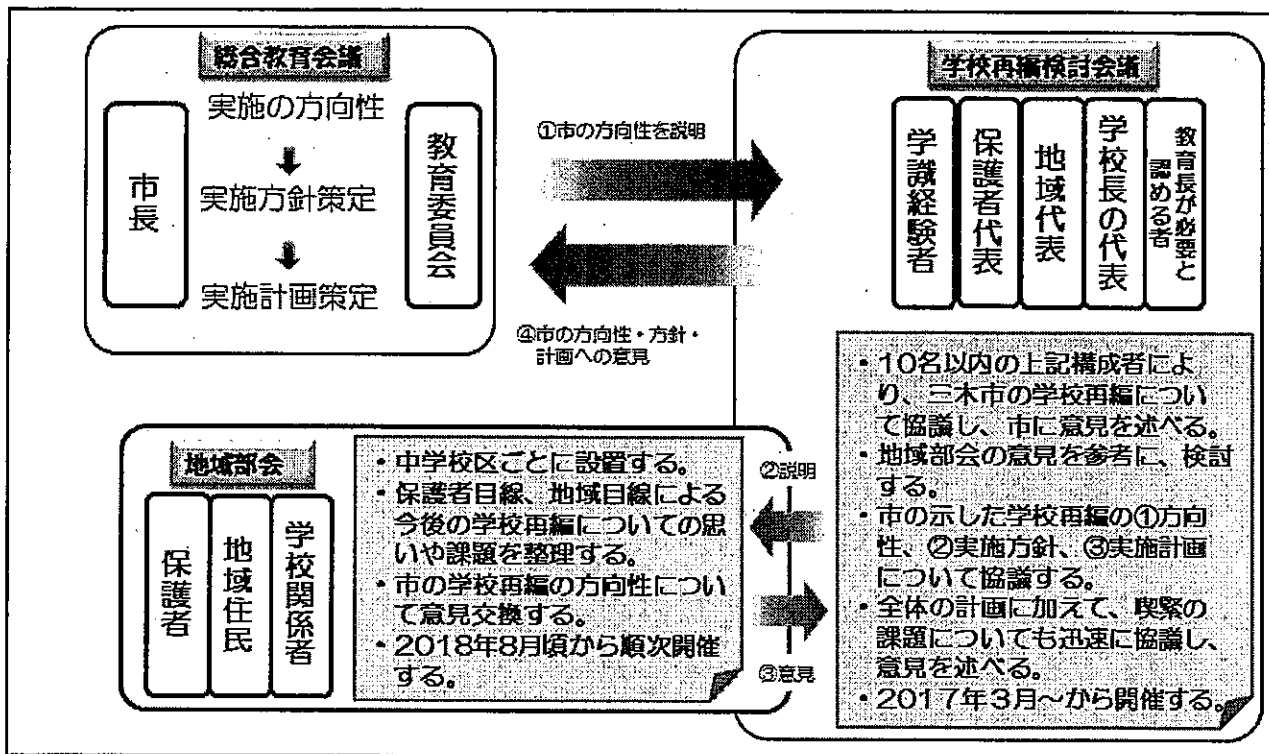 総合教育会議
市長
実施の方向性
実施方針策定
実施計画策定
教育委員会
①市の方向性を説明
④市の方向性・方針・
計画への意見
学校再編検討会議
学識経験者
保護者代表
地域代表
学校長の代表
教育長が必要と
認める者
・10名以内の上記構成者によ
り、三木市の学校再編につい
て協議し、市に意見を述べる。
・地域部会の意見を参考に、検討
する。
・市の示した学校再編の①方向
性、②実施方針、③実施計画
について協議する。
・全体の計画に加えて、喫緊の
課題についても迅速に協議し、
意見を述べる。
・2017年3月～から開催する。
地域部会
保護者
地域住民
学校関係者
・中学校区ごとに設置する。
・保護者目線、地域目線による
今後の学校再編についての思
いや課題を整理する。
・市の学校再編の方向性につい
て意見交換する。
・2018年8月頃から順次開催
する。
②説明
③意見